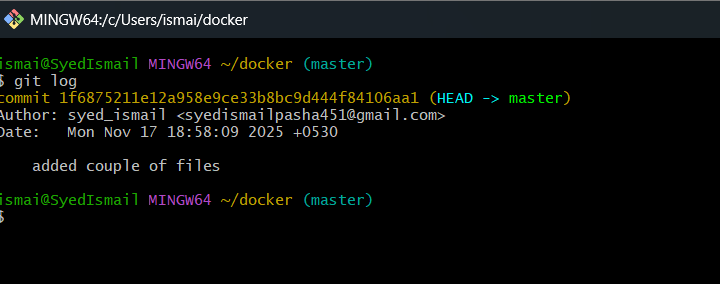 MINGW64:/c/Users/ismai/docker
ismai@SyedIsmail MINGW64 ~/docker (master)
$ git log
commit 1f6875211e12a958e9ce33b8bc9d444f84106aa1 (HEAD -> master)
Author: syed_ismail <syedismailpasha451@gmail.com>
Date:   Mon Nov 17 18:58:09 2025 +0530
    added couple of files
ismai@SyedIsmail MINGW64 ~/docker (master)
$